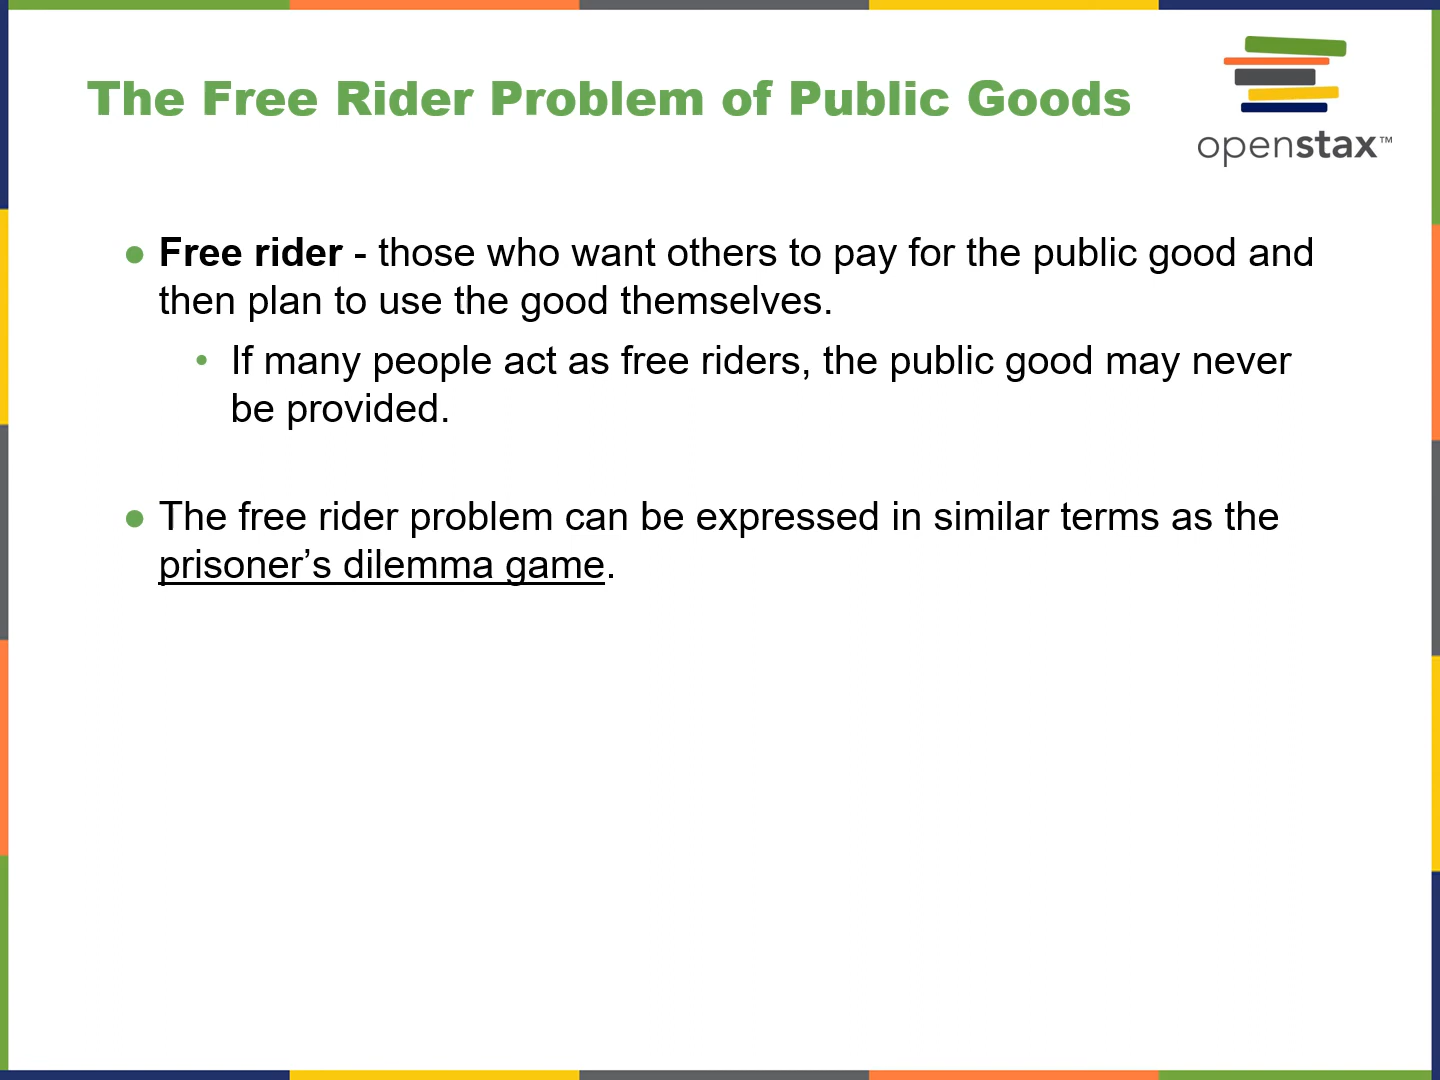 The Free Rider Problem of Public Goods
openstax™
● Free rider - those who want others to pay for the public good and
then plan to use the good themselves.
• If many people act as free riders, the public good may never
be provided.
● The free rider problem can be expressed in similar terms as the
prisoner’s dilemma game.